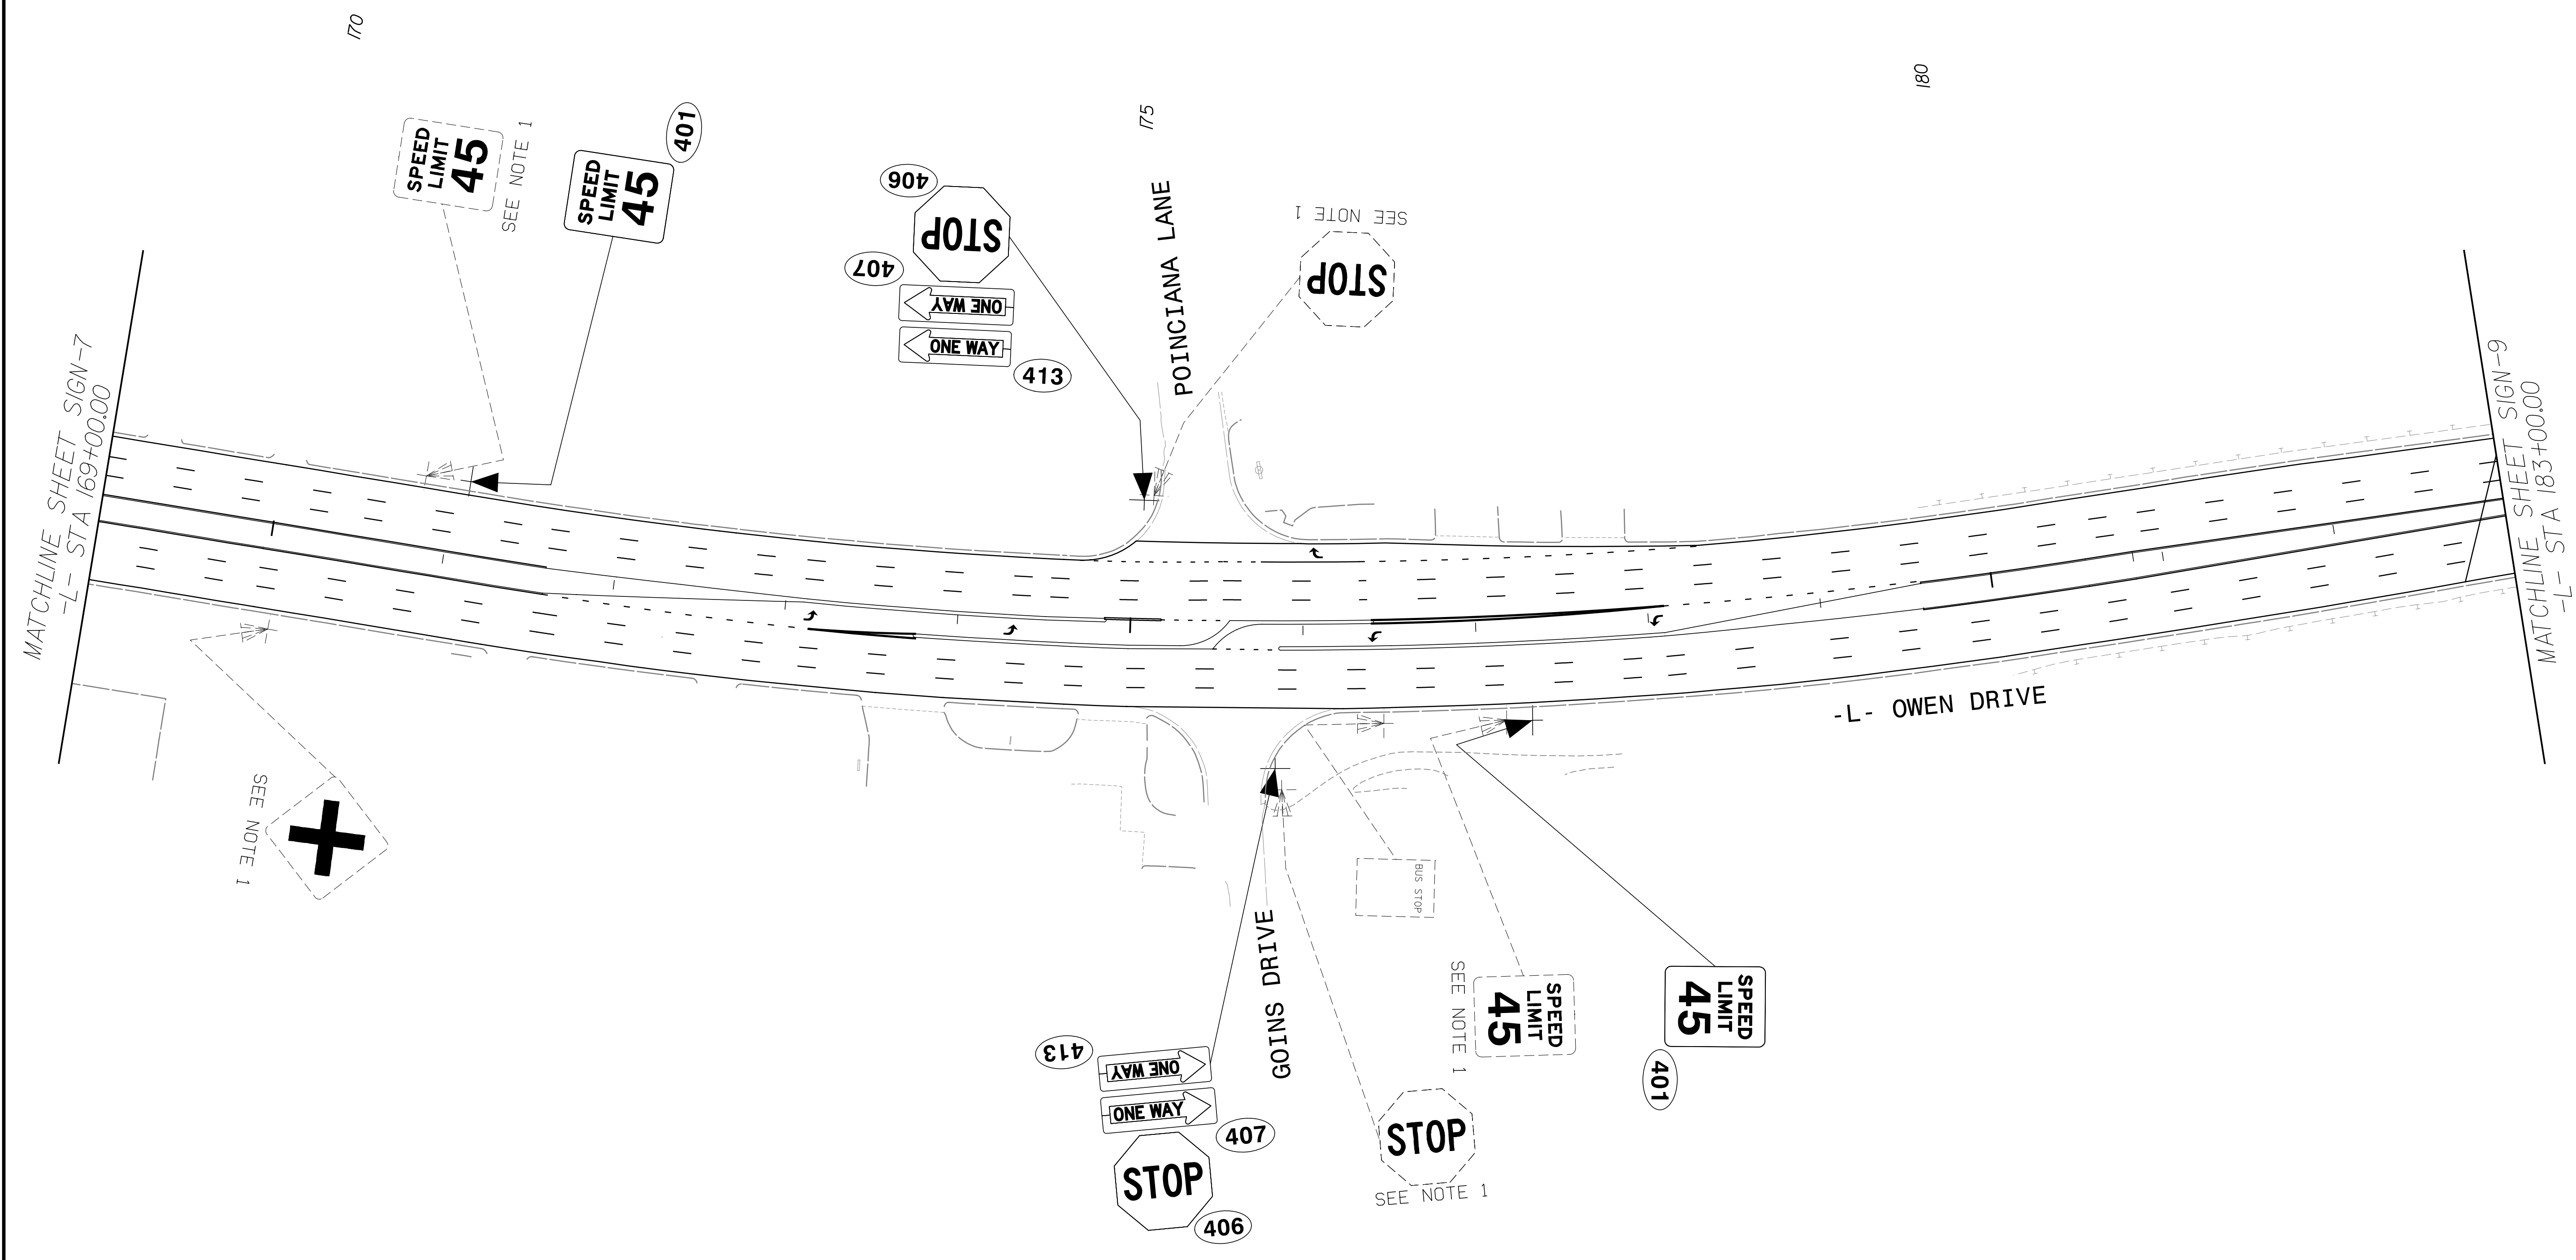 170
175
180
SPEED
LIMIT
45
SEE NOTE 1
SPEED
LIMIT
45
401
406
STOP
407
ONE WAY
ONE WAY
413
POINCIANA LANE
SEE NOTE 1
STOP
MATCHLINE SHEET SIGN-7
-L- STA 169+00.00
MATCHLINE SHEET SIGN-9
-L- STA 183+00.00
-L- OWEN DRIVE
SEE NOTE 1
BUS STOP
GOINS DRIVE
413
ONE WAY
ONE WAY
407
STOP
406
STOP
SEE NOTE 1
SPEED
LIMIT
45
SEE NOTE 1
SPEED
LIMIT
45
401